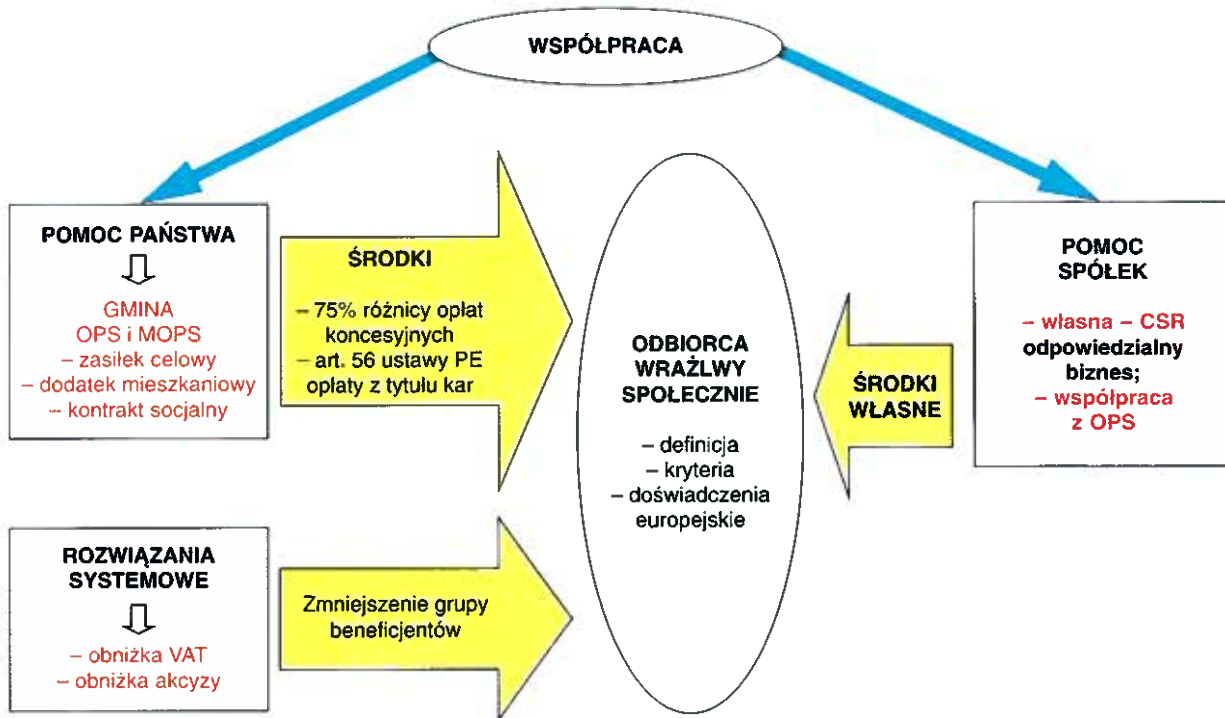 WSPÓŁPRACA
POMOC PAŃSTWA
GMINA
OPS i MOPS
– zasiłek celowy
– dodatek mieszkaniowy
– kontrakt socjalny
ŚRODKI
– 75% różnicy opłat
koncesyjnych
– art. 56 ustawy PE
opłaty z tytułu kar
ODBIORCA
WRAŹLWY
SPOŁECZNIE
– definicja
– kryteria
– doświadczenia
europejskie
ŚRODKI
WŁASNE
POMOC
SPÓŁEK
– własna – CSR
odpowiedzialny
biznes;
– współpraca
z OPS
ROZWIĄZANIA
SYSTEMOWE
– obniżka VAT
– obniżka akcyzy
Zmniejszenie grupy
beneficjentów